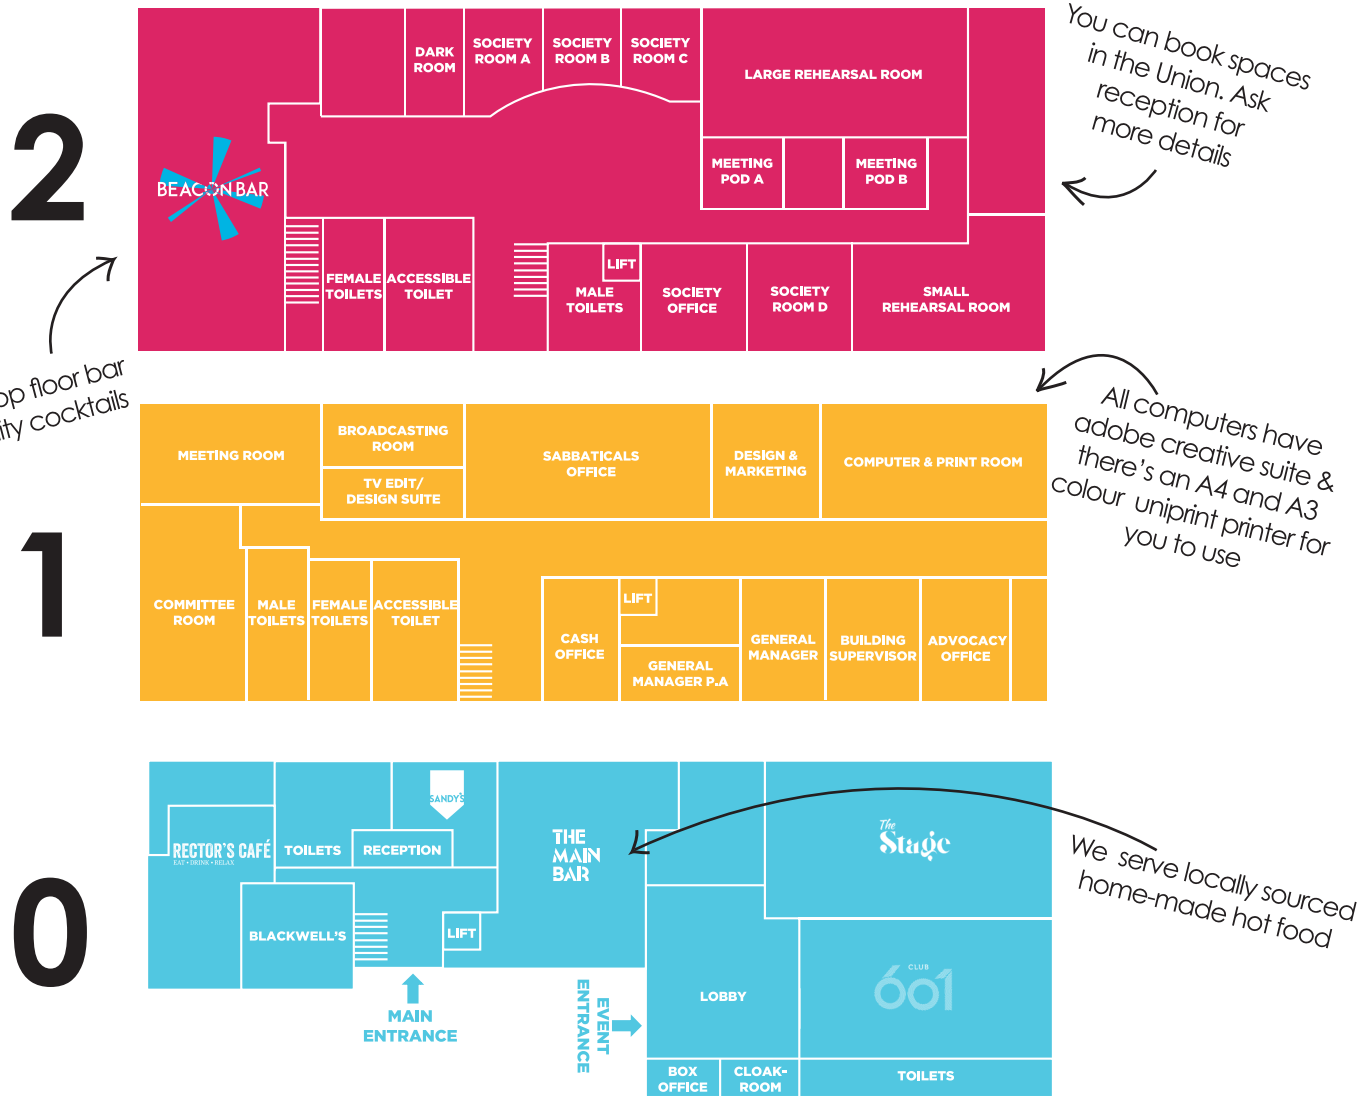 2
DARK
ROOM
SOCIETY
ROOM A
SOCIETY
ROOM B
SOCIETY
ROOM C
LARGE REHEARSAL ROOM
MEETING
POD A
MEETING
POD B
BEACON BAR
FEMALE
TOILETS
ACCESSIBLE
TOILET
LIFT
MALE
TOILETS
SOCIETY
OFFICE
SOCIETY
ROOM D
SMALL
REHEARSAL ROOM
You can book spaces
in the Union. Ask
reception for
more details
floor bar
cocktails
1
MEETING ROOM
BROADCASTING
ROOM
TV EDIT/
DESIGN SUITE
SABBATICALS
OFFICE
DESIGN &
MARKETING
COMPUTER & PRINT ROOM
COMMITTEE
ROOM
MALE
TOILETS
FEMALE
TOILETS
ACCESSIBLE
TOILET
CASH
OFFICE
LIFT
GENERAL
MANAGER P.A
GENERAL
MANAGER
BUILDING
SUPERVISOR
ADVOCACY
OFFICE
All computers have
adobe creative suite &
there's an A4 and A3
colour uniprint printer for
you to use
0
RECTOR'S CAFÉ
EAT • DRINK • RELAX
TOILETS
SANDY'S
RECEPTION
BLACKWELL'S
LIFT
THE
MAIN
BAR
The
Stage
CLUB
601
LOBBY
BOX
OFFICE
CLOAK-
ROOM
TOILETS
MAIN
ENTRANCE
EVENT
ENTRANCE
We serve locally sourced
home-made hot food